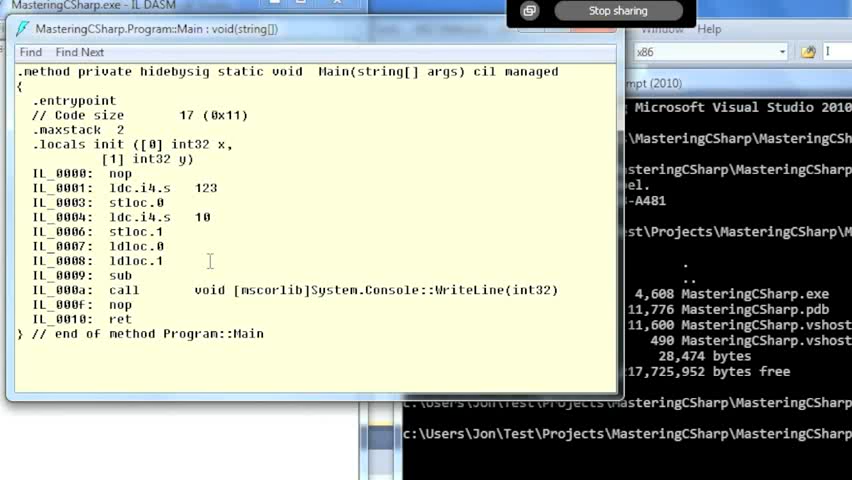 MasteringCSharp.exe - IL DASM
Stop sharing
MasteringCSharp.Program::Main : void(string[])
Window Help
Find Find Next
x86
.method private hidebysig static void Main(string[] args) cil managed
{
.entrypoint
// Code size 17 (0x11)
.maxstack 2
.locals init ([0] int32 x,
[1] int32 y)
IL_0000: nop
IL_0001: ldc.i4.s 123
IL_0003: stloc.0
IL_0004: ldc.i4.s 10
IL_0006: stloc.1
IL_0007: ldloc.0
IL_0008: ldloc.1
IL_0009: sub
IL_000a: call void [mscorlib]System.Console::WriteLine(int32)
IL_000f: nop
IL_0010: ret
} // end of method Program::Main
mpt (2010)
Microsoft Visual Studio 2010
\MasteringCSharp\MasteringC
steringCSharp\MasteringCSharp
el.
-A481
est\Projects\MasteringCSharp\M
.
..
4,608 MasteringCSharp.exe
11,776 MasteringCSharp.pdb
11,600 MasteringCSharp.vshost
490 MasteringCSharp.vshost
28,474 bytes
17,725,952 bytes free
c:\Users\Jon\Test\Projects\MasteringCSharp\MasteringCSharp
c:\Users\Jon\Test\Projects\MasteringCSharp\MasteringCSharp